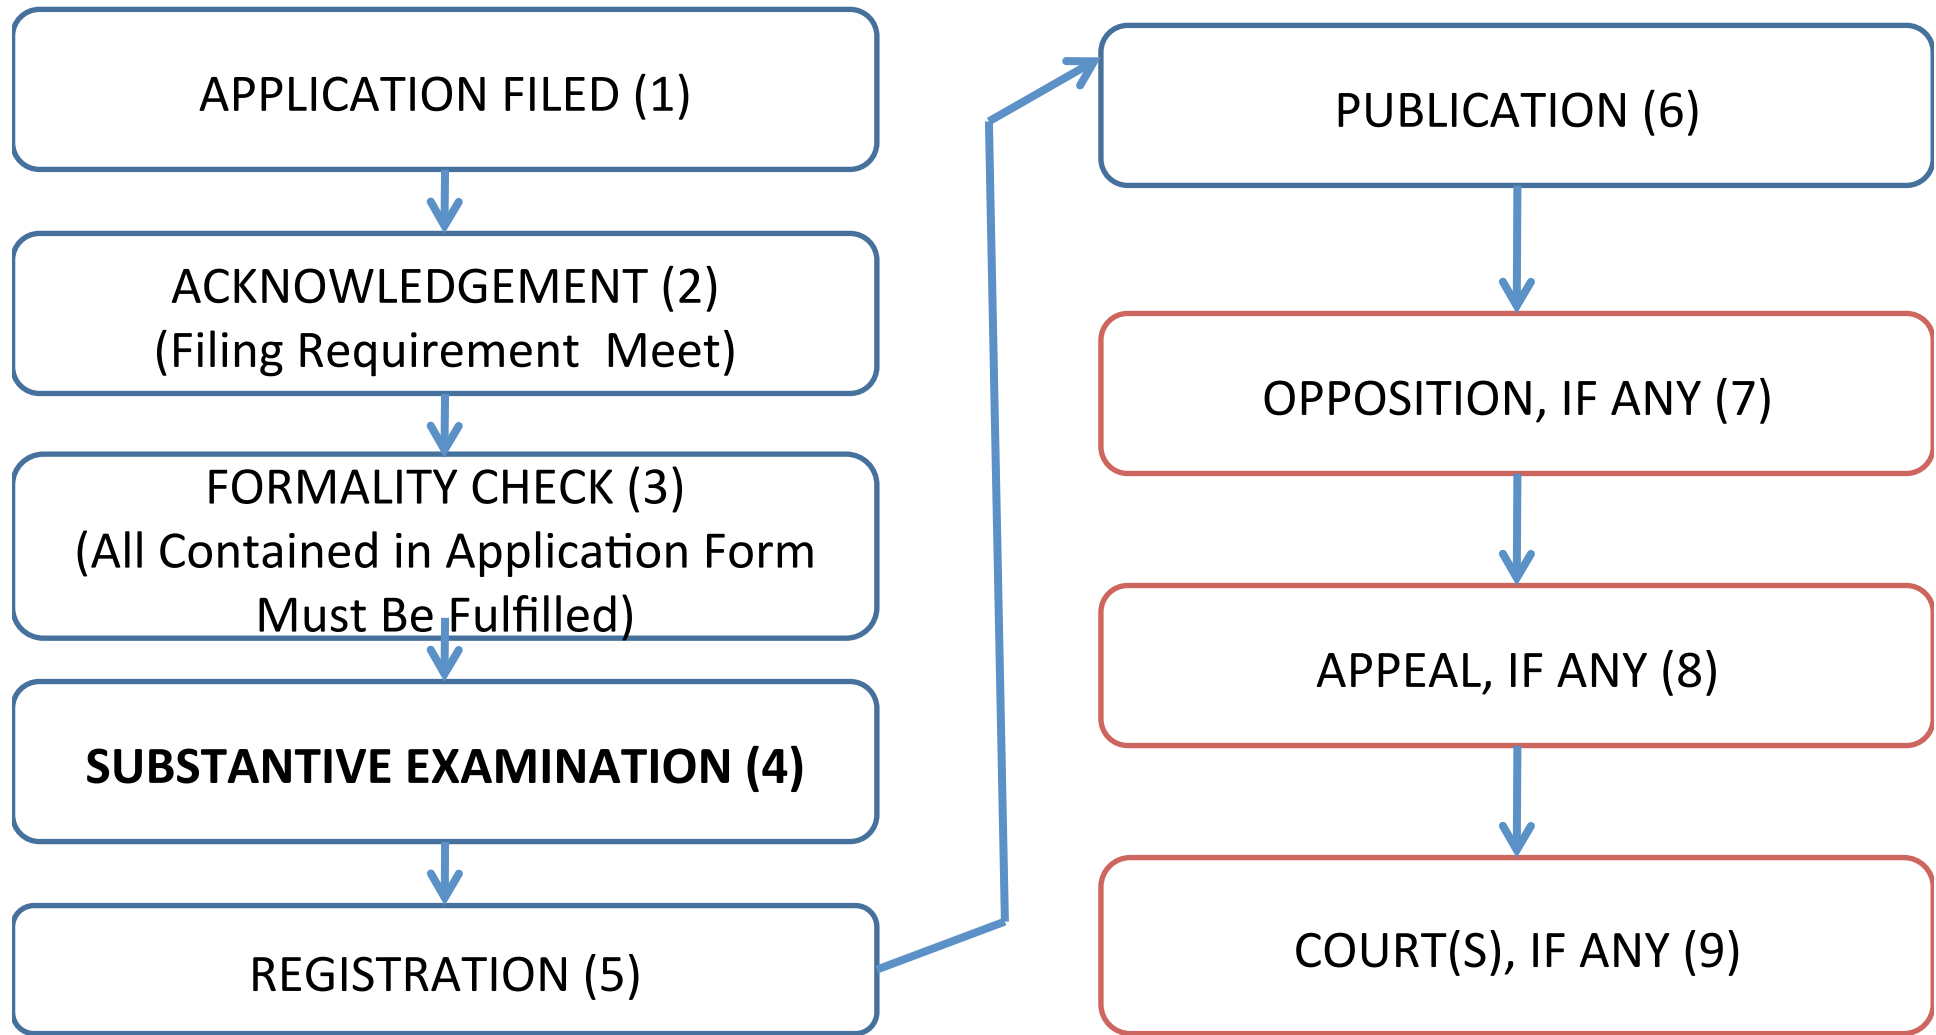 APPLICATION FILED (1)
ACKNOWLEDGEMENT (2)
(Filing Requirement  Meet)
FORMALITY CHECK (3)
(All Contained in Application Form
Must Be Fulfilled)
SUBSTANTIVE EXAMINATION (4)
REGISTRATION (5)
PUBLICATION (6)
OPPOSITION, IF ANY (7)
APPEAL, IF ANY (8)
COURT(S), IF ANY (9)